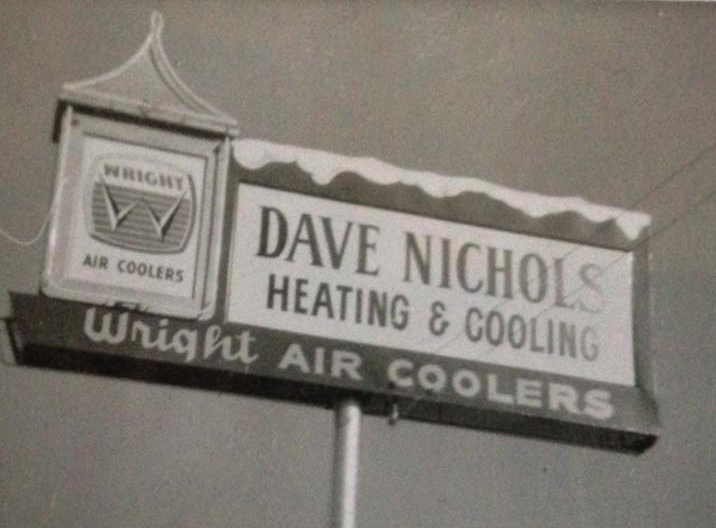 WRIGHT
W
AIR COOLERS
DAVE NICHOLS
HEATING & COOLING
Wright AIR COOLERS